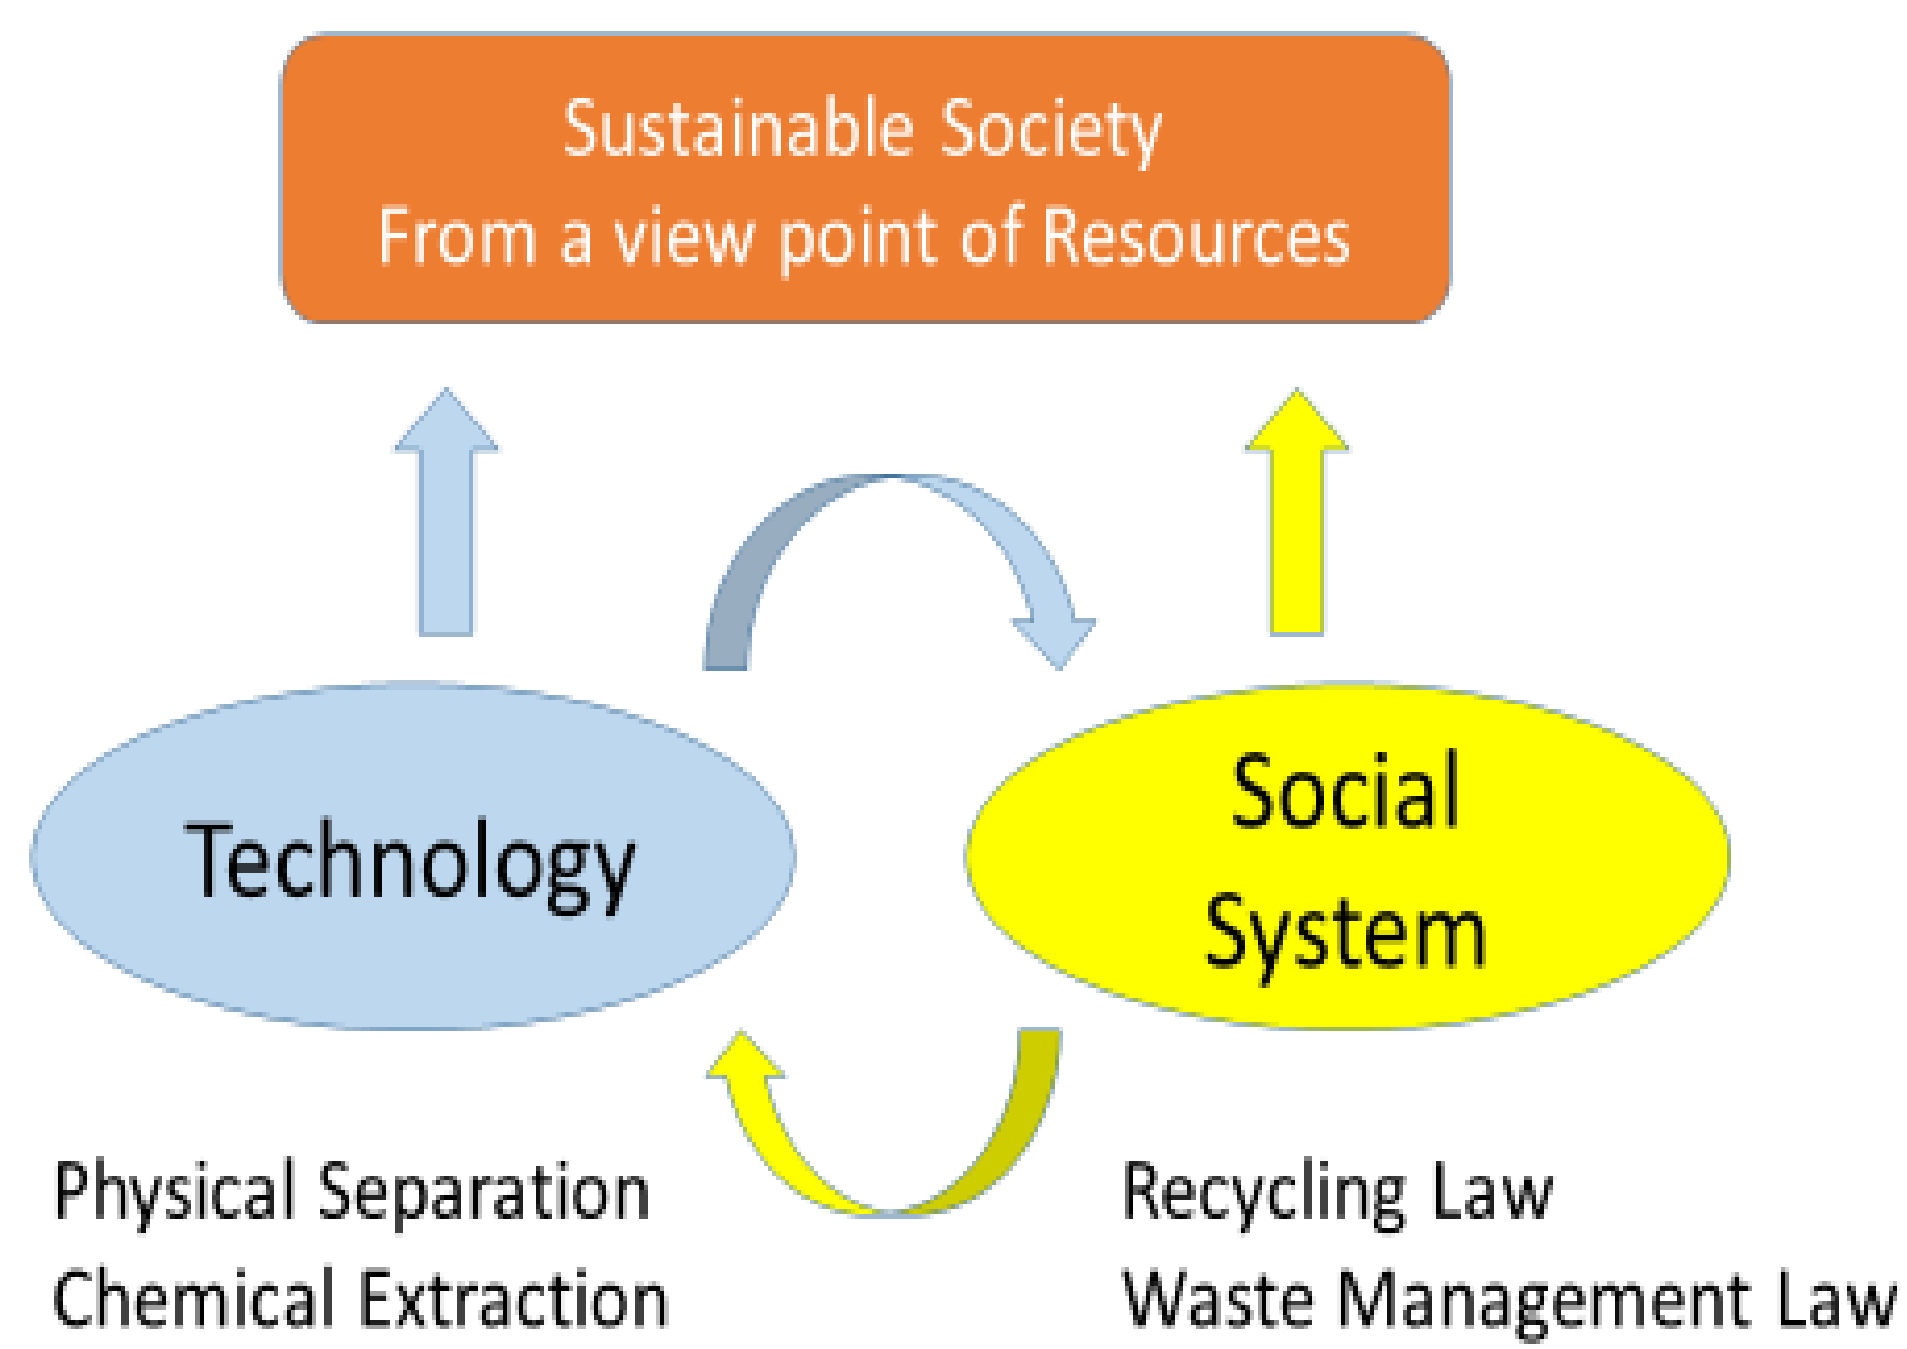 Sustainable Society
From a view point of Resources
Technology
Social
System
Physical Separation
Chemical Extraction
Recycling Law
Waste Management Law